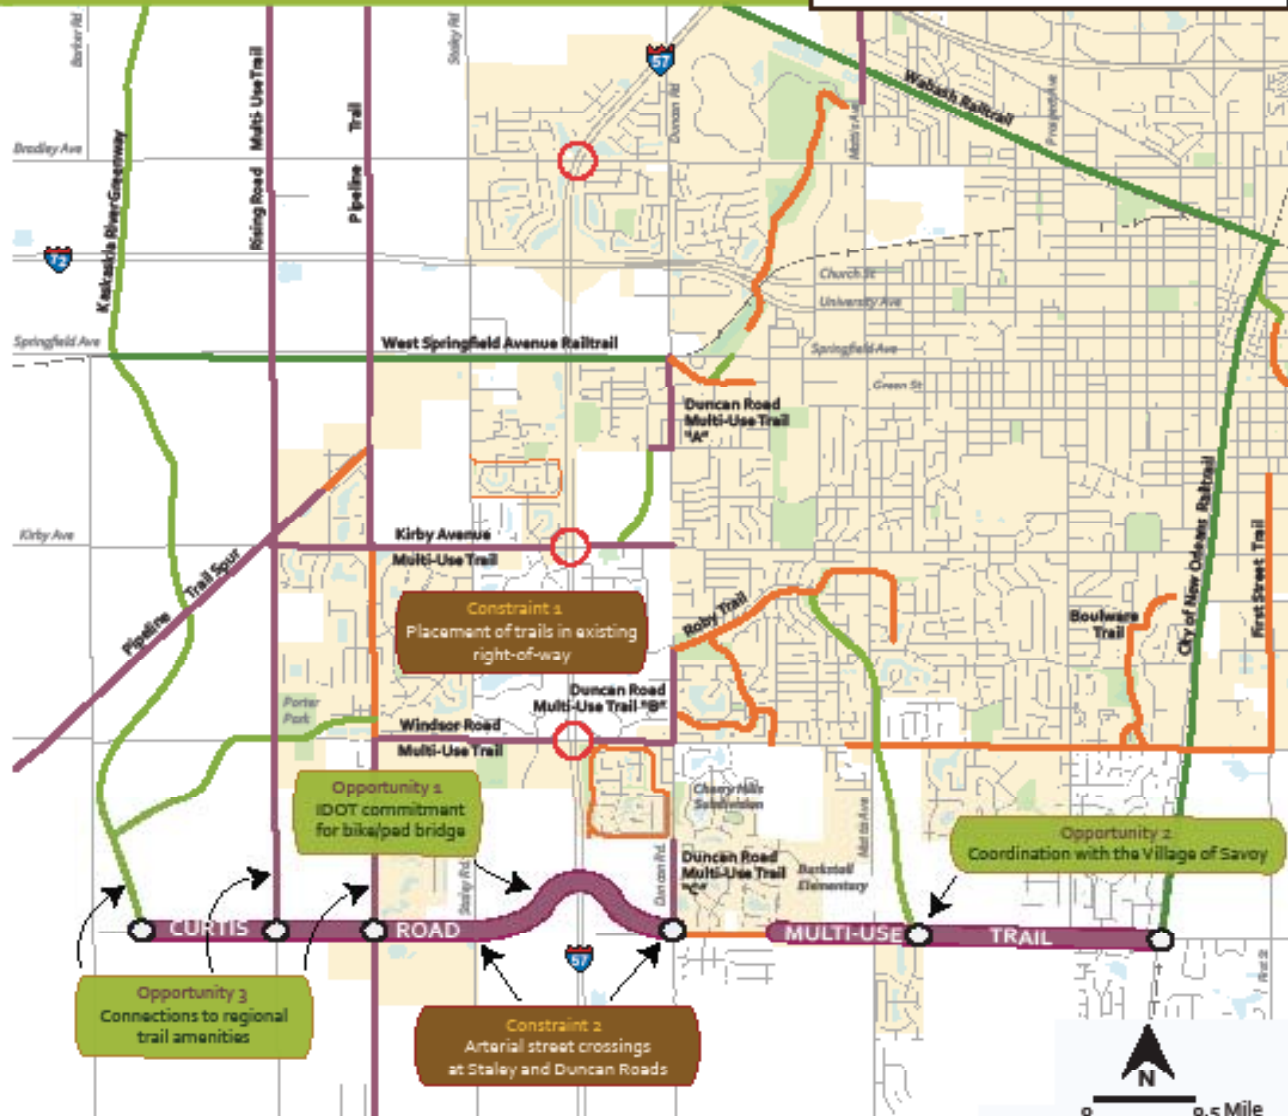 Barker Rd
Staley Rd
57
Duncan Rd
Mattis Ave
Prospect Ave
Wabash Railtrail
Bradley Ave
Kaskaskia River Greenway
Rising Road Multi-Use Trail
Pipeline Trail
72
Church St
University Ave
Springfield Ave
West Springfield Avenue Railtrail
Springfield Ave
Green St
Duncan Road
Multi-Use Trail
"A"
Kirby Ave
Kirby Avenue
Multi-Use Trail
Pipeline Trail Spur
Constraint 1
Placement of trails in existing
right-of-way
Roby Trail
Boulware
Trail
City of New Orleans Railtrail
First Street Trail
Porter
Park
Duncan Road
Multi-Use Trail "B"
Windsor Road
Multi-Use Trail
Opportunity 1
IDOT commitment
for bike/ped bridge
Cherry Hills
Subdivision
Mattis Ave
Opportunity 2
Coordination with the Village of Savoy
Staley Rd.
Duncan Rd.
Duncan Road
Multi-Use Trail
"C"
Barkstall
Elementary
CURTIS ROAD MULTI-USE TRAIL
57
First St
Opportunity 3
Connections to regional
trail amenities
Constraint 2
Arterial street crossings
at Staley and Duncan Roads
N
0 0.5 Mile